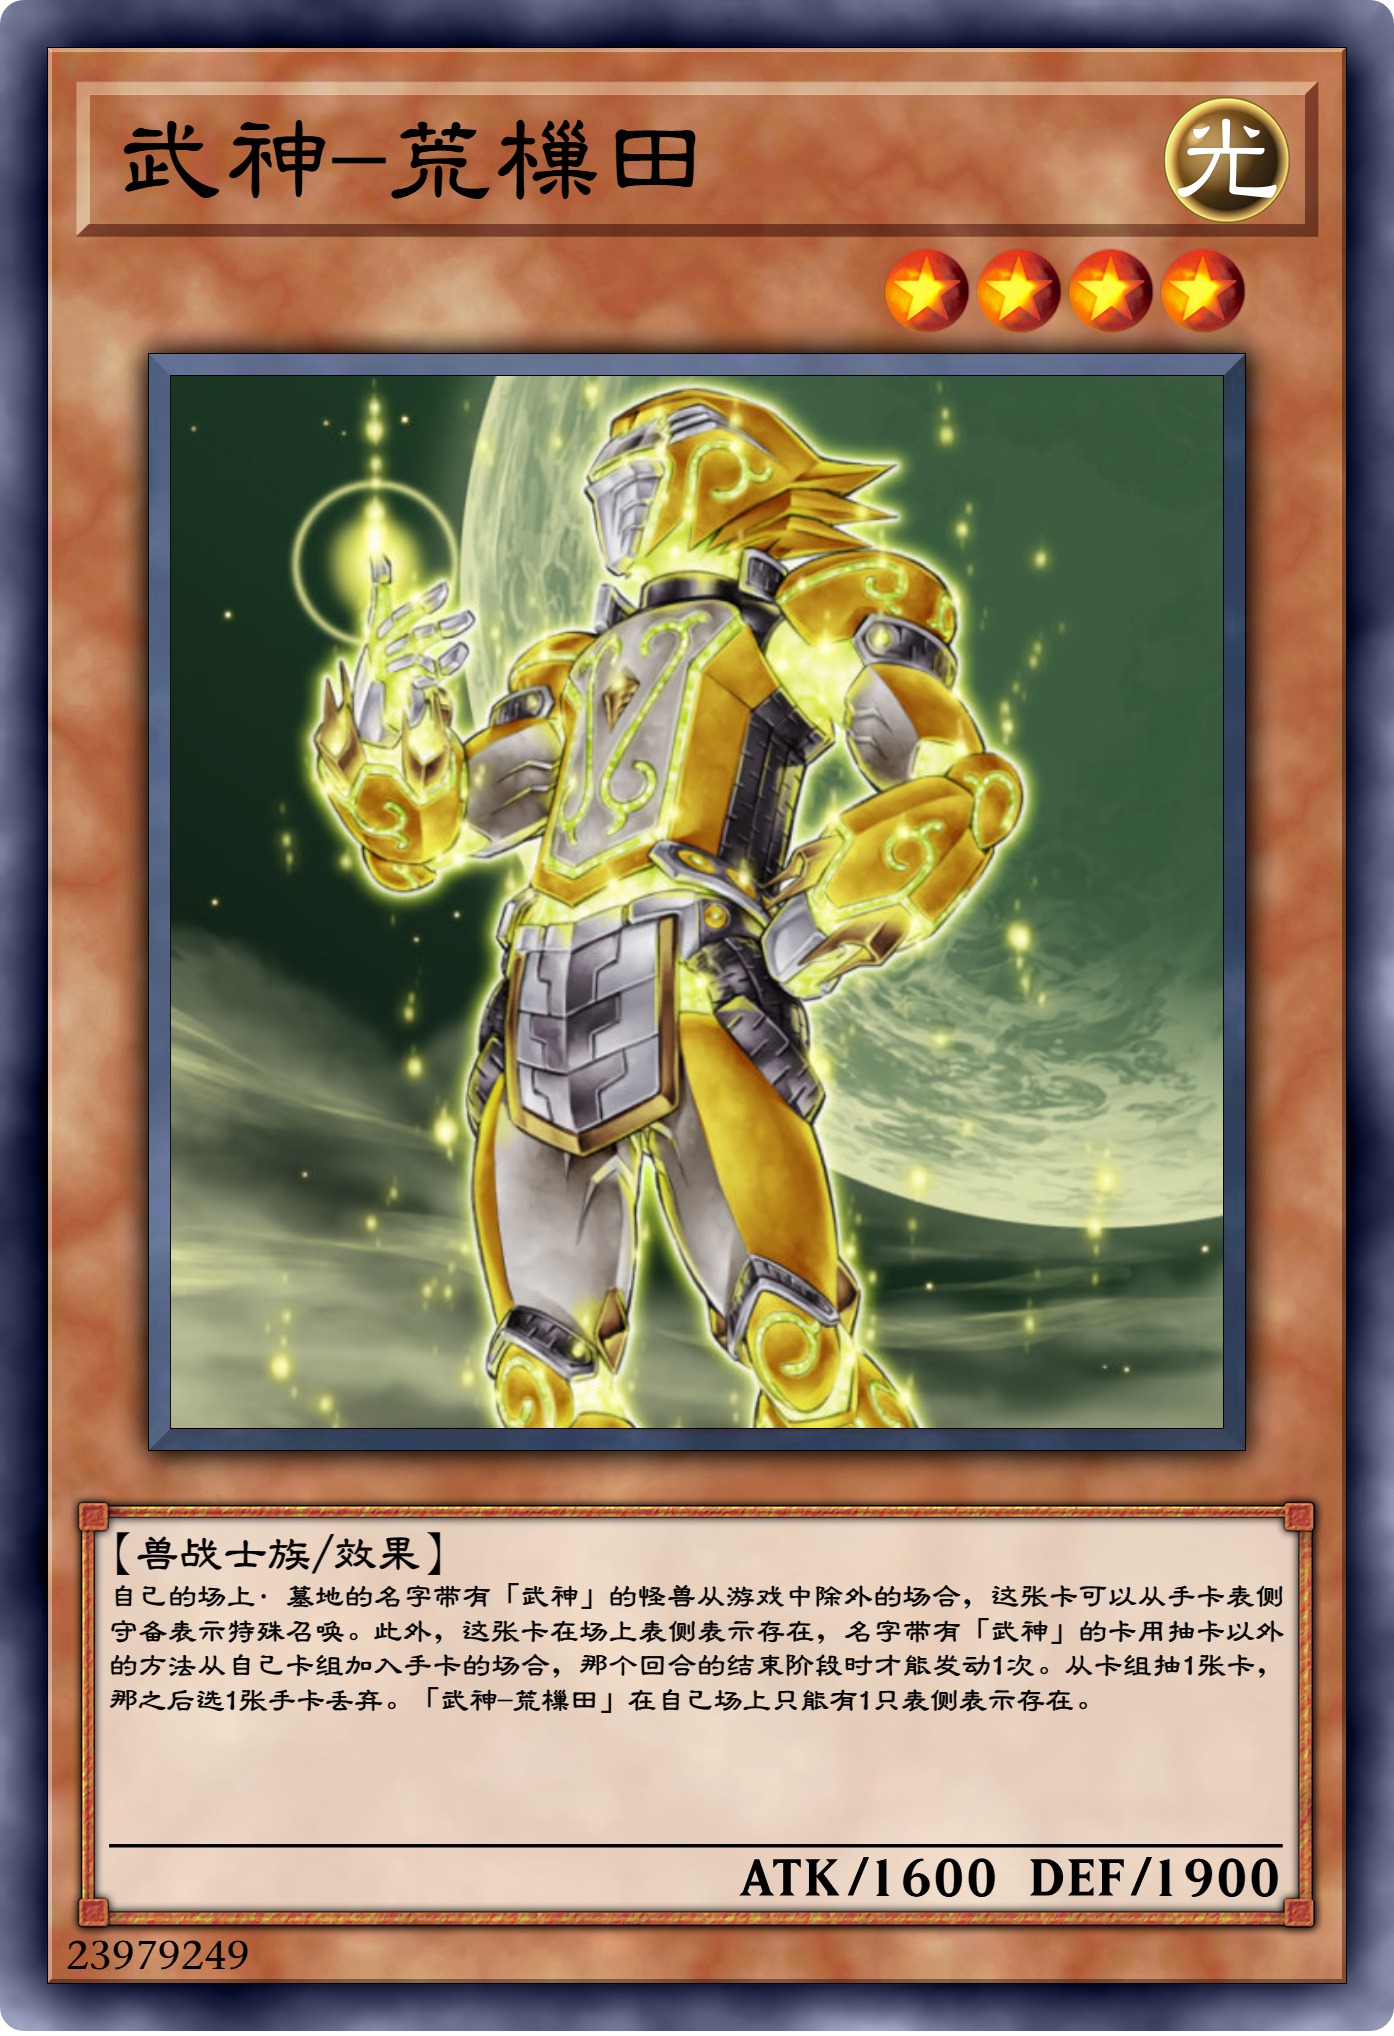 武神-荒樔田
光
【兽战士族/效果】
自己的场上·墓地的名字带有「武神」的怪兽从游戏中除外的场合，这张卡可以从手卡表侧
守备表示特殊召唤。此外，这张卡在场上表侧表示存在，名字带有「武神」的卡用抽卡以外
的方法从自己卡组加入手卡的场合，那个回合的结束阶段时才能发动1次。从卡组抽1张卡，
那之后选1张手卡丢弃。「武神-荒樔田」在自己场上只能有1只表侧表示存在。
ATK/1600 DEF/1900
23979249